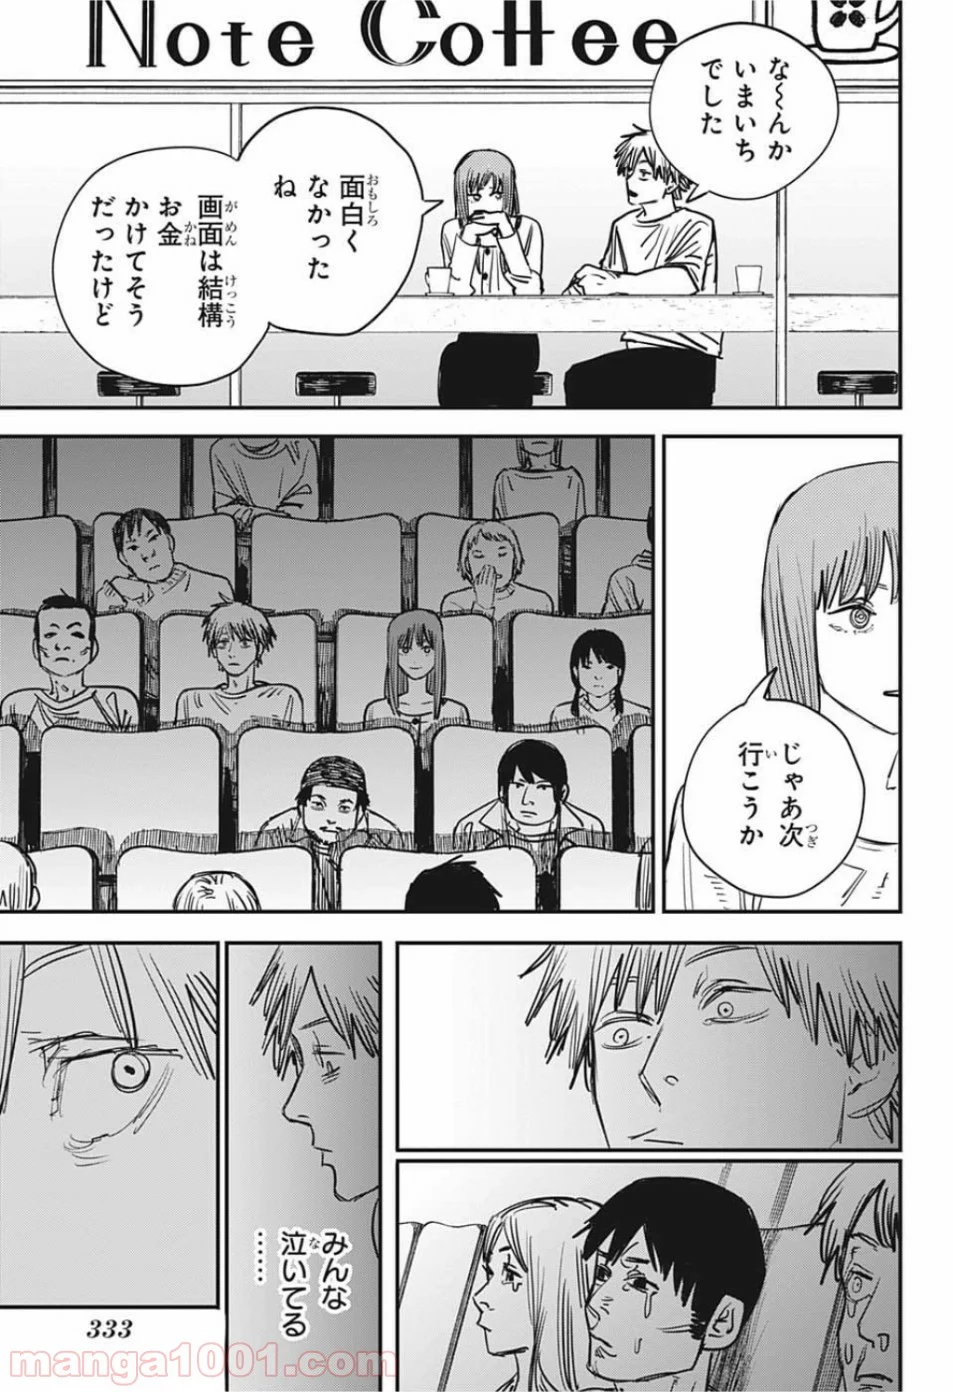 Note Coffee
な〜んか
いまいち
でした
面白く
なかった
ね
画面は結構
お金
かけてそう
だったけど
じゃあ次
行こうか
みんな
泣いてる
……
333
manga1001.com